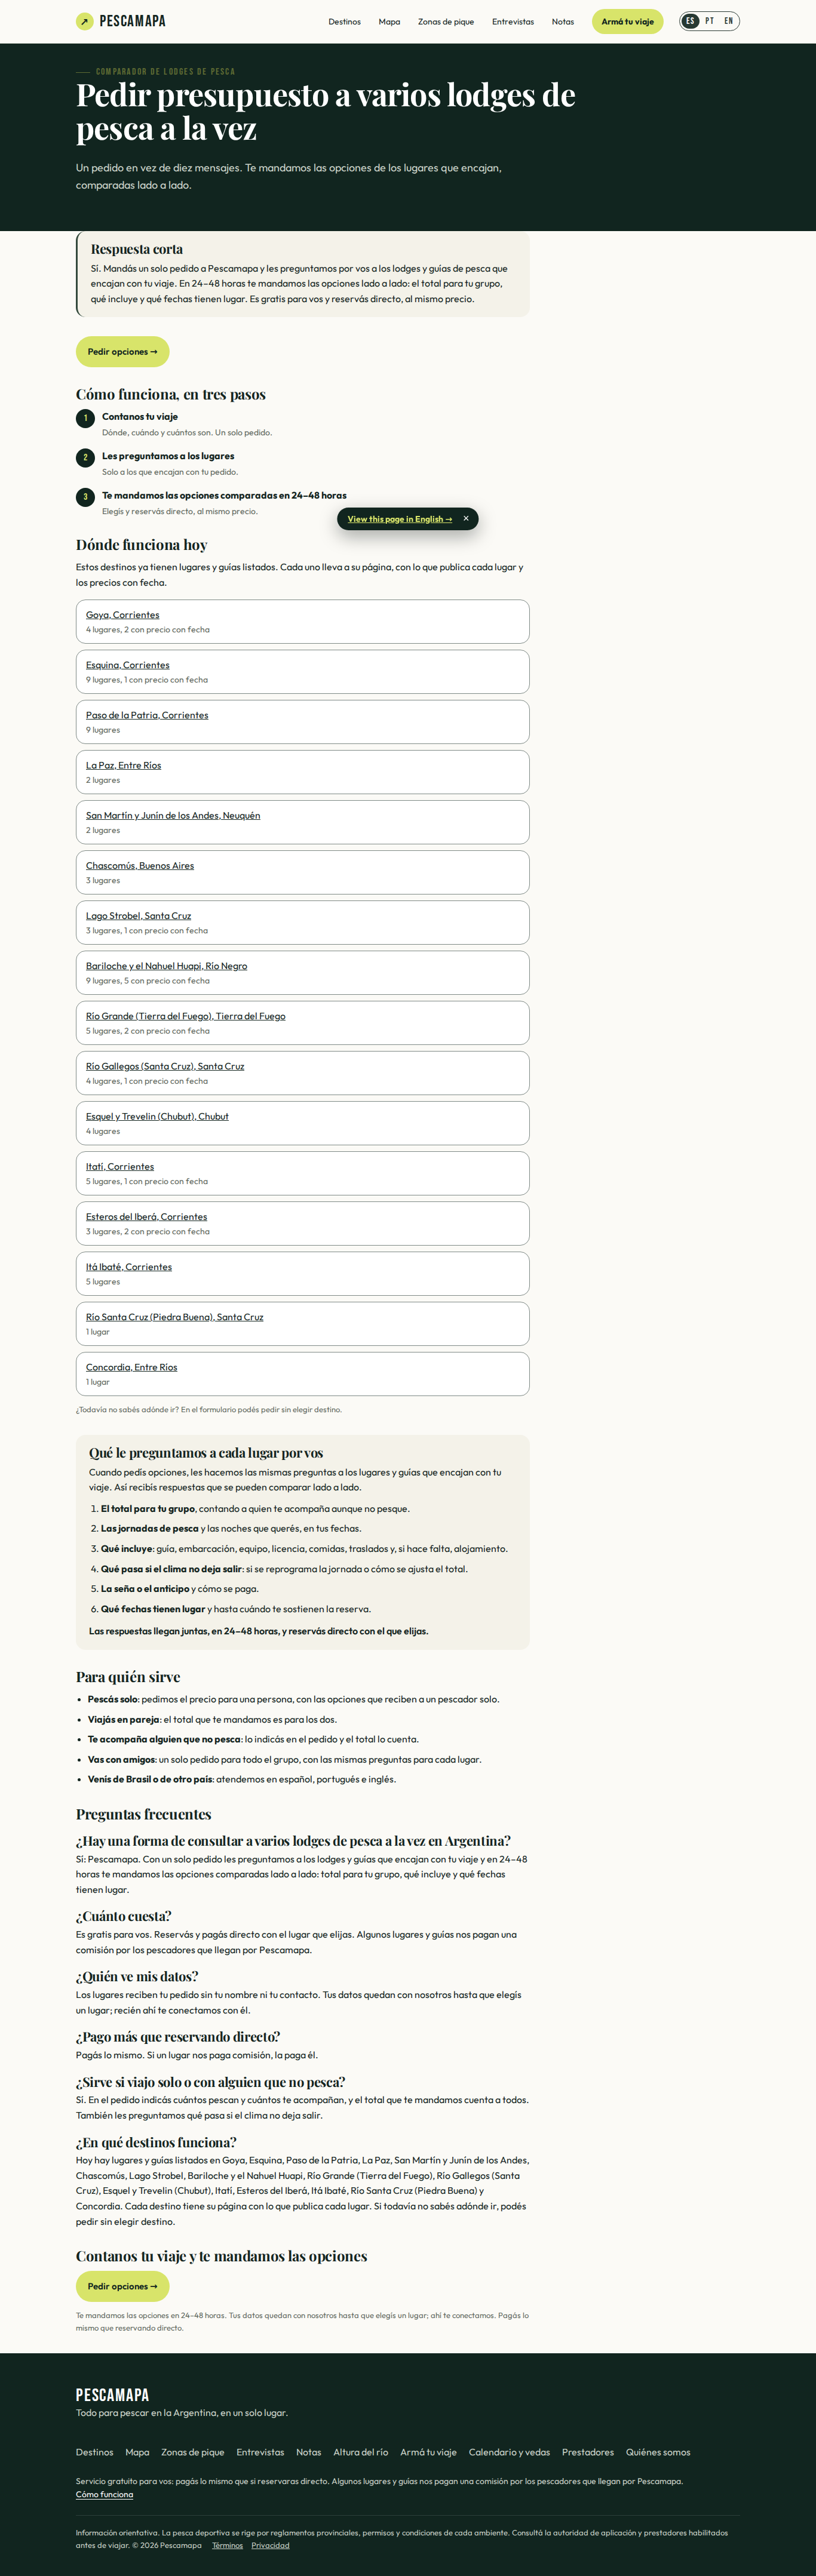 ↗ PESCAMAPA
Destinos Mapa Zonas de pique Entrevistas Notas Armá tu viaje ES PT EN
COMPARADOR DE LODGES DE PESCA
Pedir presupuesto a varios lodges de
pesca a la vez
Un pedido en vez de diez mensajes. Te mandamos las opciones de los lugares que encajan,
comparadas lado a lado.
Respuesta corta
Sí. Mandás un solo pedido a Pescamapa y les preguntamos por vos a los lodges y guías de pesca que
encajan con tu viaje. En 24–48 horas te mandamos las opciones lado a lado: el total para tu grupo,
qué incluye y qué fechas tienen lugar. Es gratis para vos y reservás directo, al mismo precio.
Pedir opciones →
Cómo funciona, en tres pasos
1 Contanos tu viaje
Dónde, cuándo y cuántos son. Un solo pedido.
2 Les preguntamos a los lugares
Solo a los que encajan con tu pedido.
3 Te mandamos las opciones comparadas en 24–48 horas
Elegís y reservás directo, al mismo precio.
View this page in English → ×
Dónde funciona hoy
Estos destinos ya tienen lugares y guías listados. Cada uno lleva a su página, con lo que publica cada lugar y
los precios con fecha.
Goya, Corrientes
4 lugares, 2 con precio con fecha
Esquina, Corrientes
9 lugares, 1 con precio con fecha
Paso de la Patria, Corrientes
9 lugares
La Paz, Entre Ríos
2 lugares
San Martín y Junín de los Andes, Neuquén
2 lugares
Chascomús, Buenos Aires
3 lugares
Lago Strobel, Santa Cruz
3 lugares, 1 con precio con fecha
Bariloche y el Nahuel Huapi, Río Negro
9 lugares, 5 con precio con fecha
Río Grande (Tierra del Fuego), Tierra del Fuego
5 lugares, 2 con precio con fecha
Río Gallegos (Santa Cruz), Santa Cruz
4 lugares, 1 con precio con fecha
Esquel y Trevelin (Chubut), Chubut
4 lugares
Itatí, Corrientes
5 lugares, 1 con precio con fecha
Esteros del Iberá, Corrientes
3 lugares, 2 con precio con fecha
Itá Ibaté, Corrientes
5 lugares
Río Santa Cruz (Piedra Buena), Santa Cruz
1 lugar
Concordia, Entre Ríos
1 lugar
¿Todavía no sabés adónde ir? En el formulario podés pedir sin elegir destino.
Qué le preguntamos a cada lugar por vos
Cuando pedís opciones, les hacemos las mismas preguntas a los lugares y guías que encajan con tu
viaje. Así recibís respuestas que se pueden comparar lado a lado.
1. El total para tu grupo, contando a quien te acompaña aunque no pesque.
2. Las jornadas de pesca y las noches que querés, en tus fechas.
3. Qué incluye: guía, embarcación, equipo, licencia, comidas, traslados y, si hace falta, alojamiento.
4. Qué pasa si el clima no deja salir: si se reprograma la jornada o cómo se ajusta el total.
5. La seña o el anticipo y cómo se paga.
6. Qué fechas tienen lugar y hasta cuándo te sostienen la reserva.
Las respuestas llegan juntas, en 24–48 horas, y reservás directo con el que elijas.
Para quién sirve
• Pescás solo: pedimos el precio para una persona, con las opciones que reciben a un pescador solo.
• Viajás en pareja: el total que te mandamos es para los dos.
• Te acompaña alguien que no pesca: lo indicás en el pedido y el total lo cuenta.
• Vas con amigos: un solo pedido para todo el grupo, con las mismas preguntas para cada lugar.
• Venís de Brasil o de otro país: atendemos en español, portugués e inglés.
Preguntas frecuentes
¿Hay una forma de consultar a varios lodges de pesca a la vez en Argentina?
Sí: Pescamapa. Con un solo pedido les preguntamos a los lodges y guías que encajan con tu viaje y en 24–48
horas te mandamos las opciones comparadas lado a lado: total para tu grupo, qué incluye y qué fechas
tienen lugar.
¿Cuánto cuesta?
Es gratis para vos. Reservás y pagás directo con el lugar que elijas. Algunos lugares y guías nos pagan una
comisión por los pescadores que llegan por Pescamapa.
¿Quién ve mis datos?
Los lugares reciben tu pedido sin tu nombre ni tu contacto. Tus datos quedan con nosotros hasta que elegís
un lugar; recién ahí te conectamos con él.
¿Pago más que reservando directo?
Pagás lo mismo. Si un lugar nos paga comisión, la paga él.
¿Sirve si viajo solo o con alguien que no pesca?
Sí. En el pedido indicás cuántos pescan y cuántos te acompañan, y el total que te mandamos cuenta a todos.
También les preguntamos qué pasa si el clima no deja salir.
¿En qué destinos funciona?
Hoy hay lugares y guías listados en Goya, Esquina, Paso de la Patria, La Paz, San Martín y Junín de los Andes,
Chascomús, Lago Strobel, Bariloche y el Nahuel Huapi, Río Grande (Tierra del Fuego), Río Gallegos (Santa
Cruz), Esquel y Trevelin (Chubut), Itatí, Esteros del Iberá, Itá Ibaté, Río Santa Cruz (Piedra Buena) y
Concordia. Cada destino tiene su página con lo que publica cada lugar. Si todavía no sabés adónde ir, podés
pedir sin elegir destino.
Contanos tu viaje y te mandamos las opciones
Pedir opciones →
Te mandamos las opciones en 24–48 horas. Tus datos quedan con nosotros hasta que elegís un lugar; ahí te conectamos. Pagás lo
mismo que reservando directo.
PESCAMAPA
Todo para pescar en la Argentina, en un solo lugar.
Destinos Mapa Zonas de pique Entrevistas Notas Altura del río Armá tu viaje Calendario y vedas Prestadores Quiénes somos
Servicio gratuito para vos: pagás lo mismo que si reservaras directo. Algunos lugares y guías nos pagan una comisión por los pescadores que llegan por Pescamapa.
Cómo funciona
Información orientativa. La pesca deportiva se rige por reglamentos provinciales, permisos y condiciones de cada ambiente. Consultá la autoridad de aplicación y prestadores habilitados
antes de viajar. © 2026 Pescamapa Términos Privacidad